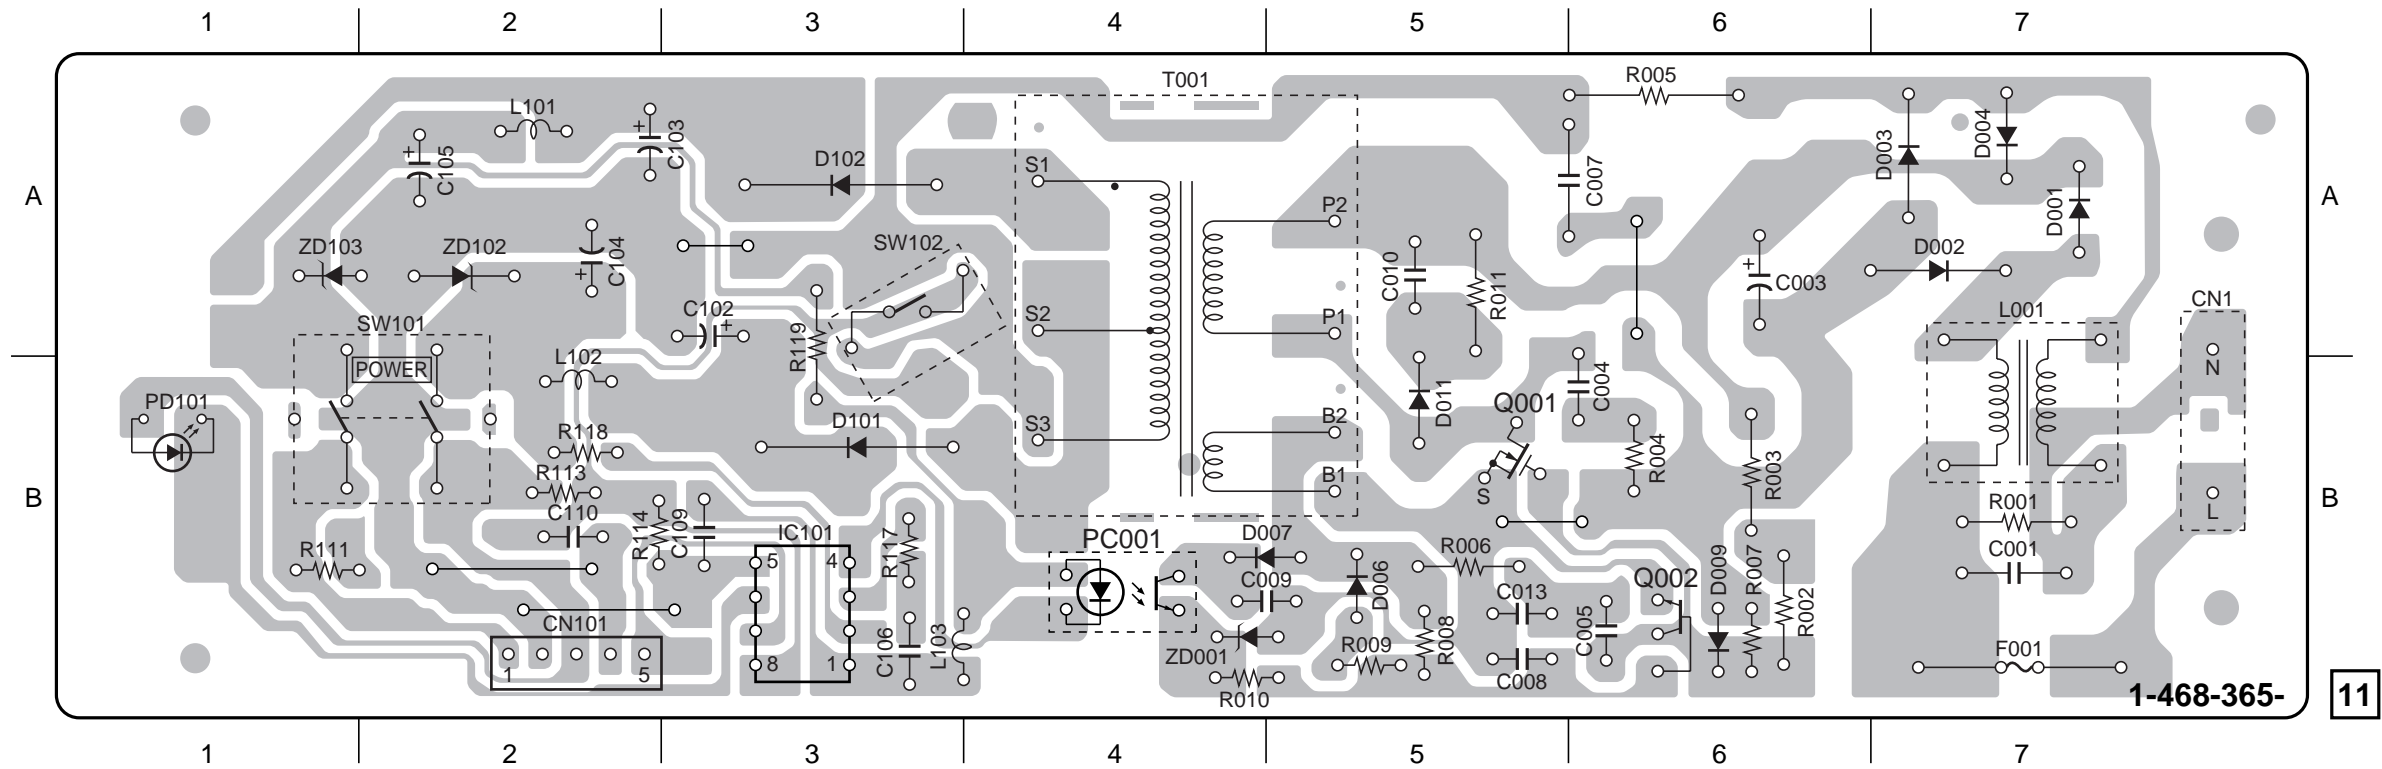 1 2 3 4 5 6 7
T001
R005
L101
C103
C105
D102
S1
C007
D003
D004
A
A
P2
D001
ZD103
ZD102
C104
SW102
C010
R011
D002
C003
C102
R119
S2
P1
CN1
L001
SW101
POWER
L102
N
PD101
D101
S3
B2
D011
Q001
C004
R118
R113
R004
R003
S
B1
B
B
L
C110
R114
C109
IC101
R117
PC001
D007
R001
R111
5
4
R006
C001
C009
D006
C013
Q002
D009
R007
R002
CN101
C106
L103
ZD001
R009
R008
C005
F001
1
5
8
1
R010
C008
1-468-365-
11
1 2 3 4 5 6 7